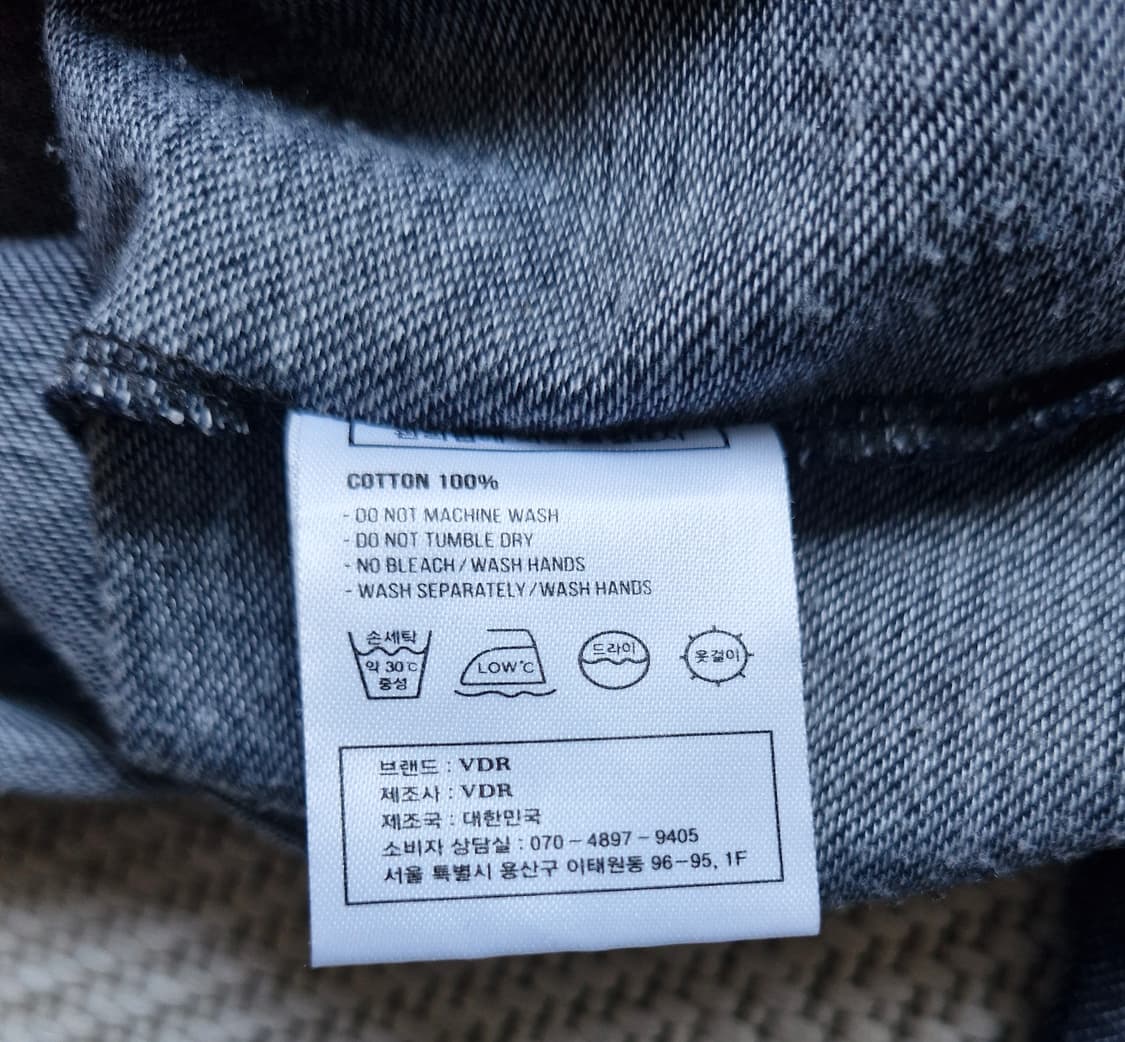 COTTON 100%
- DO NOT MACHINE WASH
- DO NOT TUMBLE DRY
- NO BLEACH/WASH HANDS
- WASH SEPARATELY/WASH HANDS
손세탁
약 30℃
중성
LOW℃
드라이
옷걸이
브랜드 : VDR
제조사 : VDR
제조국 : 대한민국
소비자 상담실 : 070-4897-9405
서울 특별시 용산구 이태원동 96-95, 1F